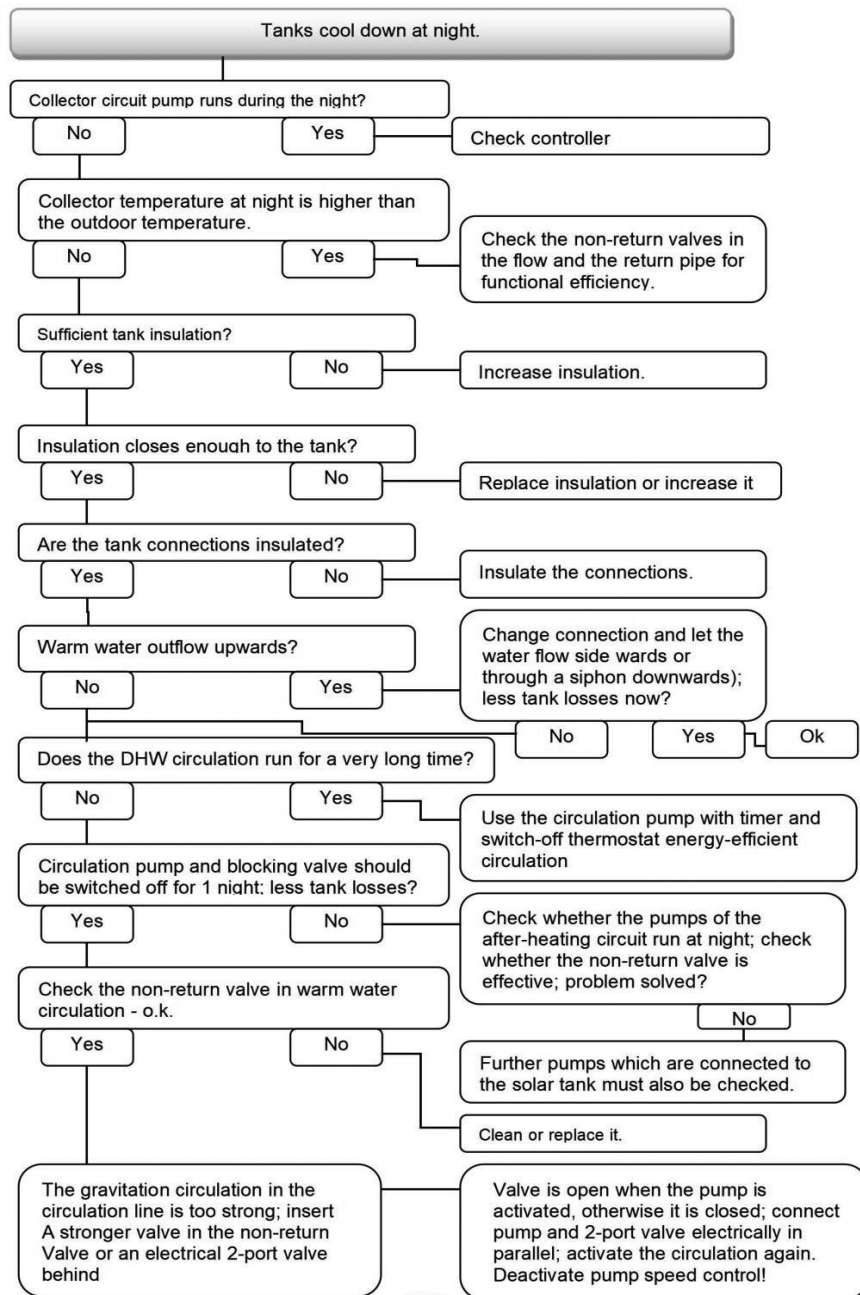 Tanks cool down at night.
Collector circuit pump runs during the night?
No
Yes
Check controller
Collector temperature at night is higher than
the outdoor temperature.
No
Yes
Check the non-return valves in
the flow and the return pipe for
functional efficiency.
Sufficient tank insulation?
Yes
No
Increase insulation.
Insulation closes enough to the tank?
Yes
No
Replace insulation or increase it
Are the tank connections insulated?
Yes
No
Insulate the connections.
Warm water outflow upwards?
No
Yes
Change connection and let the
water flow side wards or
through a siphon downwards);
less tank losses now?
No
Yes
Ok
Does the DHW circulation run for a very long time?
No
Yes
Use the circulation pump with timer and
switch-off thermostat energy-efficient
circulation
Circulation pump and blocking valve should
be switched off for 1 night; less tank losses?
Yes
No
Check whether the pumps of the
after-heating circuit run at night; check
whether the non-return valve is
effective; problem solved?
No
Further pumps which are connected to
the solar tank must also be checked.
Check the non-return valve in warm water
circulation - o.k.
Yes
No
Clean or replace it.
The gravitation circulation in the
circulation line is too strong; insert
A stronger valve in the non-return
Valve or an electrical 2-port valve
behind
Valve is open when the pump is
activated, otherwise it is closed; connect
pump and 2-port valve electrically in
parallel; activate the circulation again.
Deactivate pump speed control!